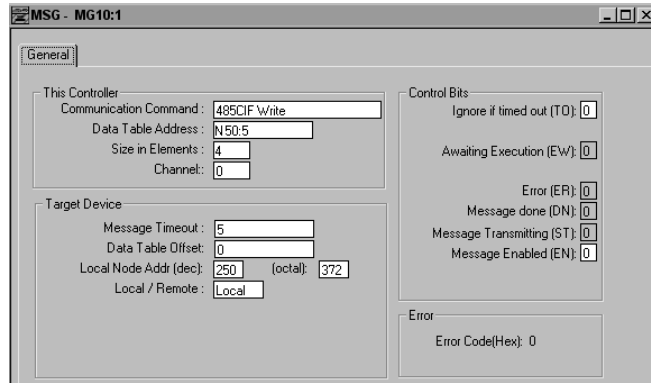 MSG - MG10:1
General
This Controller
Communication Command : 485CIF Write
Data Table Address : N50:5
Size in Elements : 4
Channel:: 0
Target Device
Message Timeout : 5
Data Table Offset: 0
Local Node Addr (dec): 250 (octal): 372
Local / Remote : Local
Control Bits
Ignore if timed out (TO): 0
Awaiting Execution (EW): 0
Error (ER): 0
Message done (DN): 0
Message Transmitting (ST): 0
Message Enabled (EN): 0
Error
Error Code(Hex): 0